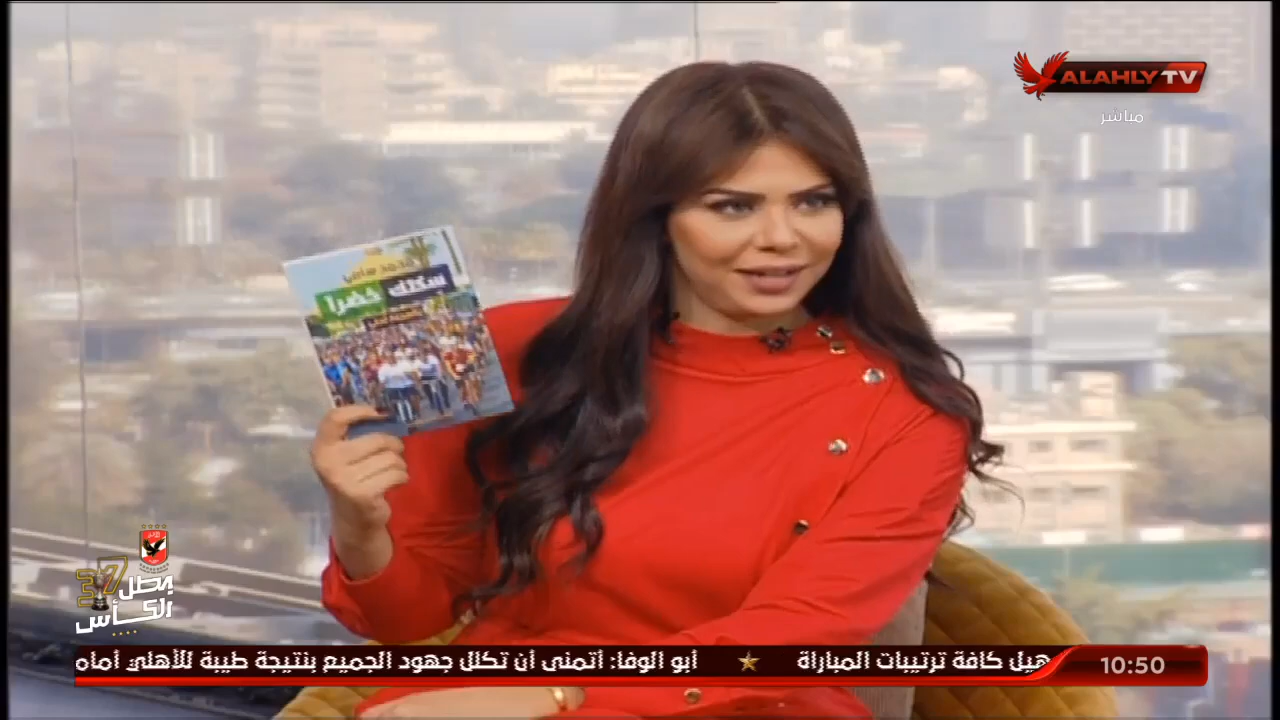 ALAHLY TV
مباشر
محمد سامي
سكتك خضرا
37
بطل
الكأس
هيل كافة ترتيبات المباراة ★ أبو الوفا: أتمنى أن تكلل جهود الجميع بنتيجة طيبة للأهلي أمام
10:50